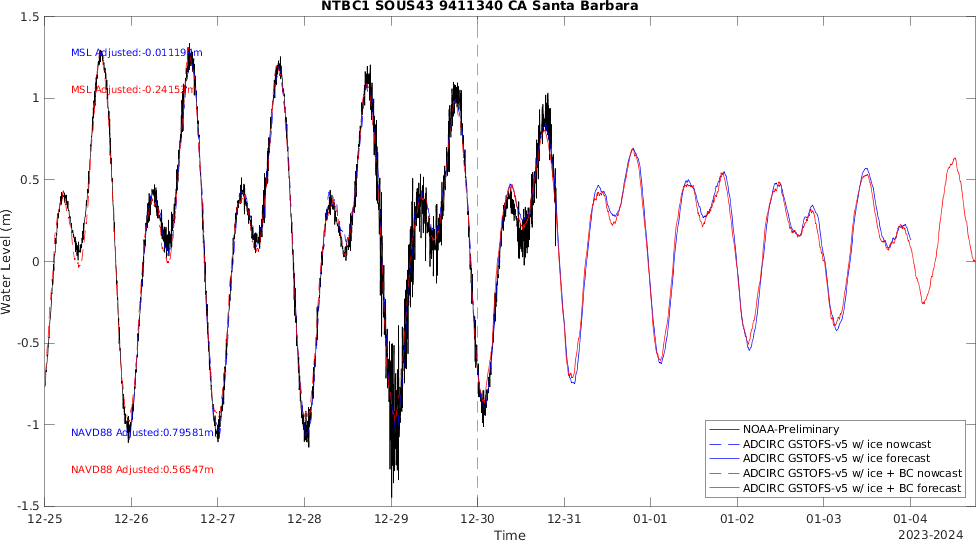 NTBC1 SOUS43 9411340 CA Santa Barbara
1.5
MSL Adjusted:-0.01119
MSL Adjusted:-0.2415
1
0.5
0
-0.5
-1
-1.5
Water Level (m)
NAVD88 Adjusted:0.79581m
NAVD88 Adjusted:0.56547m
NOAA-Preliminary
ADCIRC GSTOFS-v5 w/ ice nowcast
ADCIRC GSTOFS-v5 w/ ice forecast
ADCIRC GSTOFS-v5 w/ ice + BC nowcast
ADCIRC GSTOFS-v5 w/ ice + BC forecast
12-25 12-26 12-27 12-28 12-29 12-30 12-31 01-01 01-02 01-03 01-04
Time
2023-2024